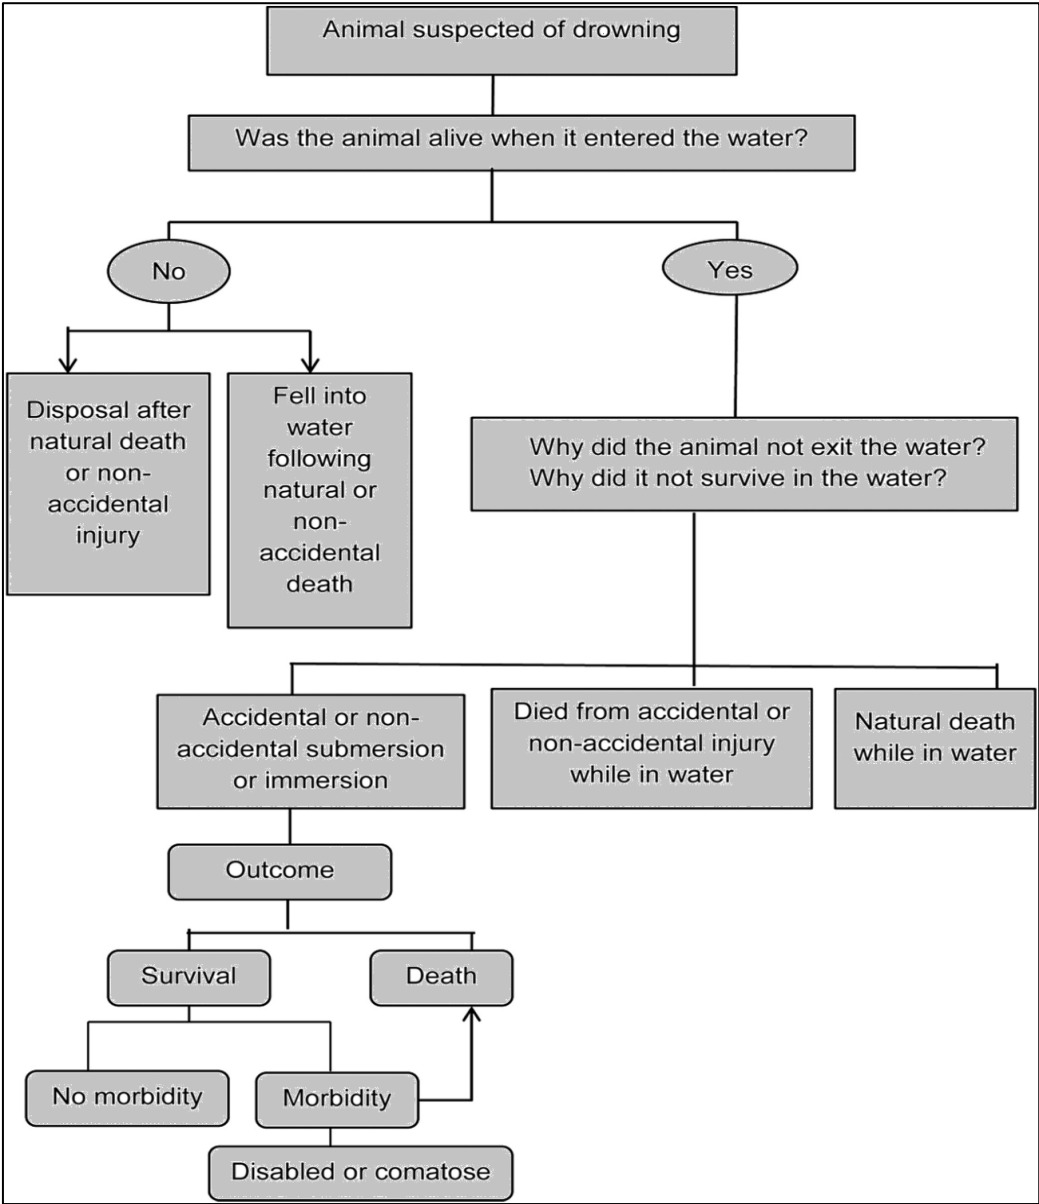 Animal suspected of drowning
Was the animal alive when it entered the water?
No
Yes
Disposal after
natural death
or non-
accidental
injury
Fell into
water
following
natural or
non-
accidental
death
Why did the animal not exit the water?
Why did it not survive in the water?
Accidental or non-
accidental submersion
or immersion
Died from accidental or
non-accidental injury
while in water
Natural death
while in water
Outcome
Survival
Death
No morbidity
Morbidity
Disabled or comatose